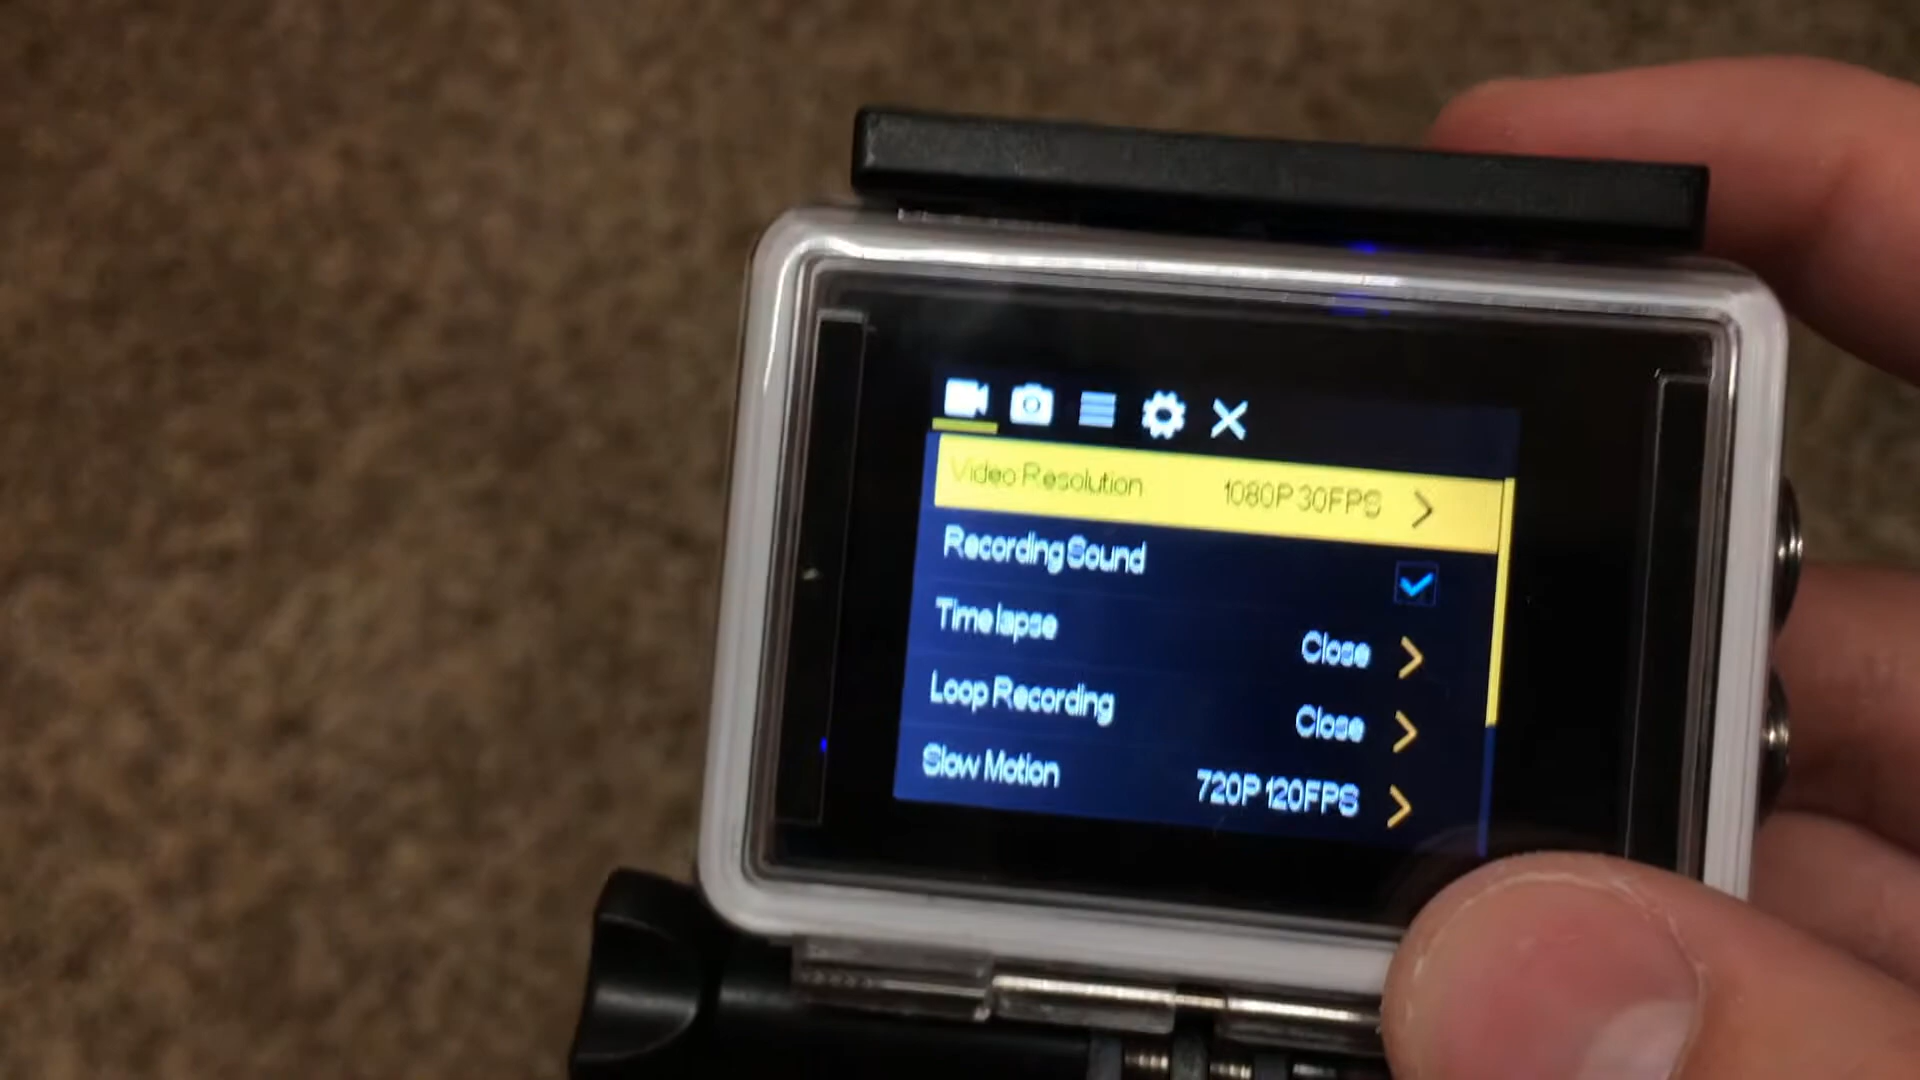 Video Resolution 1080P 30FPS
Recording Sound
Time lapse Close
Loop Recording Close
Slow Motion 720P 120FPS